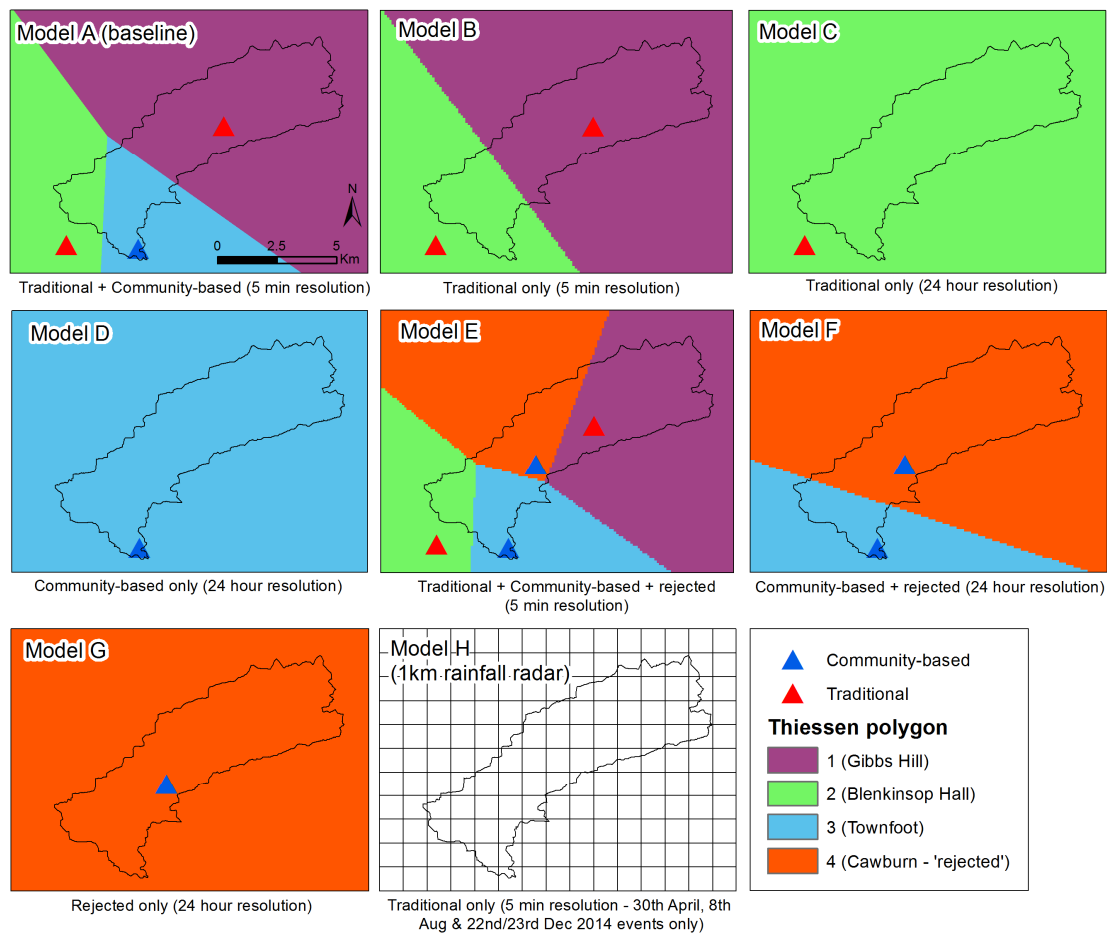 Model A (baseline)
N
0 2.5 5
Km
Traditional + Community-based (5 min resolution)
Model B
Traditional only (5 min resolution)
Model C
Traditional only (24 hour resolution)
Model D
Community-based only (24 hour resolution)
Model E
Traditional + Community-based + rejected
(5 min resolution)
Model F
Community-based + rejected (24 hour resolution)
Model G
Rejected only (24 hour resolution)
Model H
(1km rainfall radar)
Traditional only (5 min resolution - 30th April, 8th
Aug & 22nd/23rd Dec 2014 events only)
Community-based
Traditional
Thiessen polygon
1 (Gibbs Hill)
2 (Blenkinsop Hall)
3 (Townfoot)
4 (Cawburn - 'rejected')